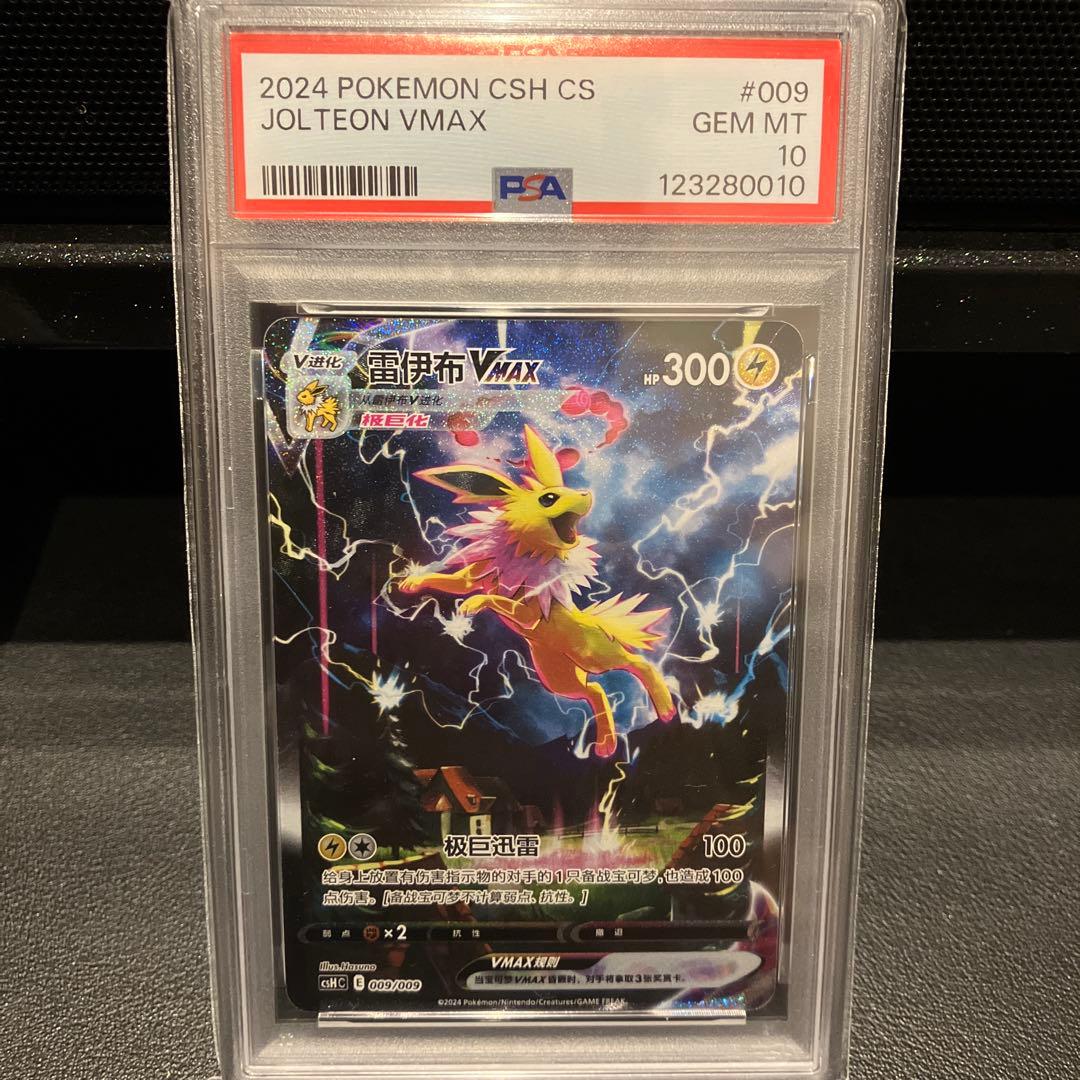 2024 POKEMON CSH CS #009
JOLTEON VMAX GEM MT
10
PSA 123280010
V进化 雷伊布VMAX HP300
从雷伊布V进化
极巨化
极巨迅雷 100
给身上放置有伤害指示物的对手的1只备战宝可梦,也造成100
点伤害。[备战宝可梦不计算弱点、抗性。]
弱点 ×2 抗性 撤退
VMAX规则
当宝可梦VMAX昏厥时,对手将拿取3张奖赏卡。
Illus.Hasuno
csHC E 009/009
©2024 Pokémon/Nintendo/Creatures/GAME FREAK